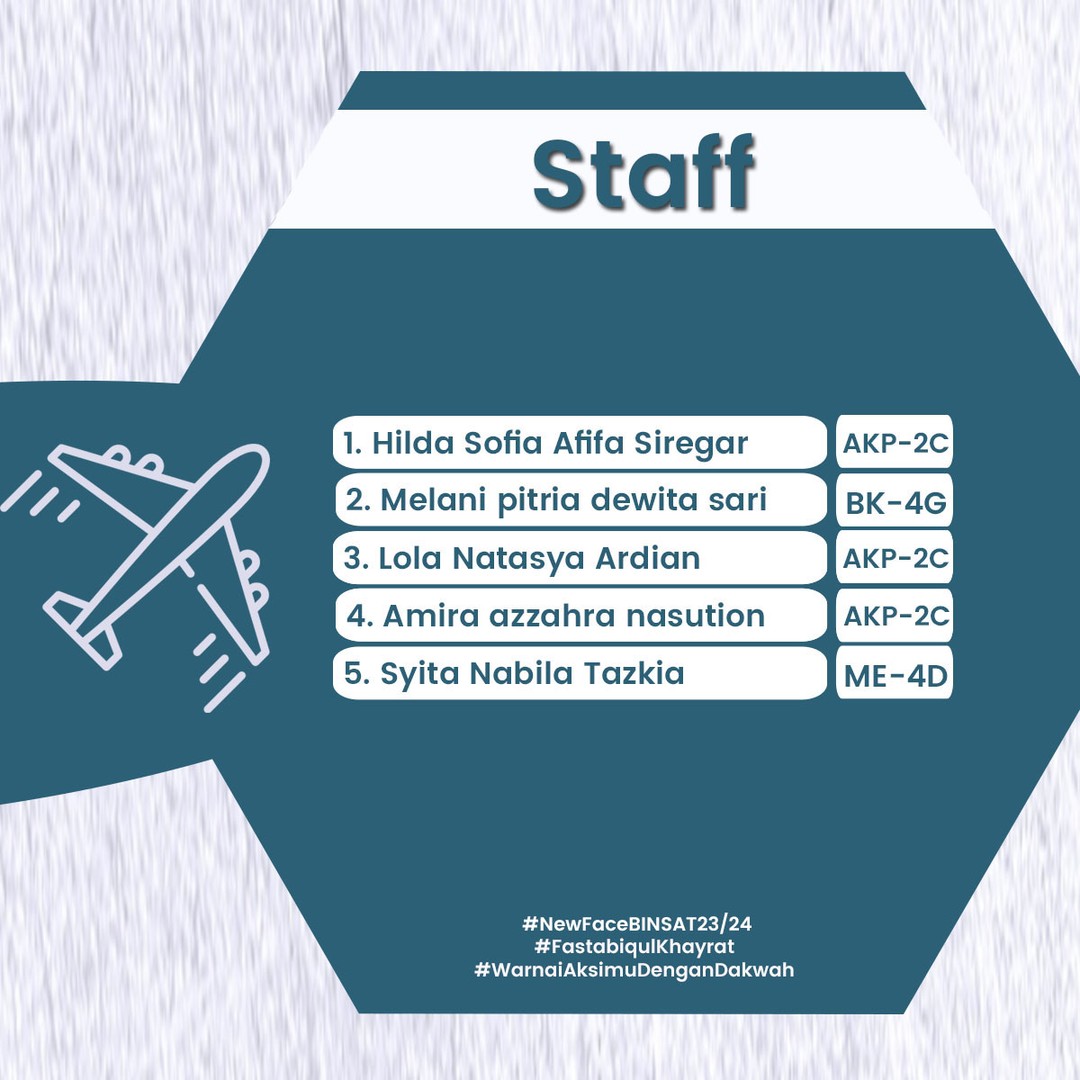 Staff
1. Hilda Sofia Afifa Siregar AKP-2C
2. Melani pitria dewita sari BK-4G
3. Lola Natasya Ardian AKP-2C
4. Amira azzahra nasution AKP-2C
5. Syita Nabila Tazkia ME-4D
#NewFaceBINSAT23/24
#FastabiqulKhayrat
#WarnaiAksimuDenganDakwah